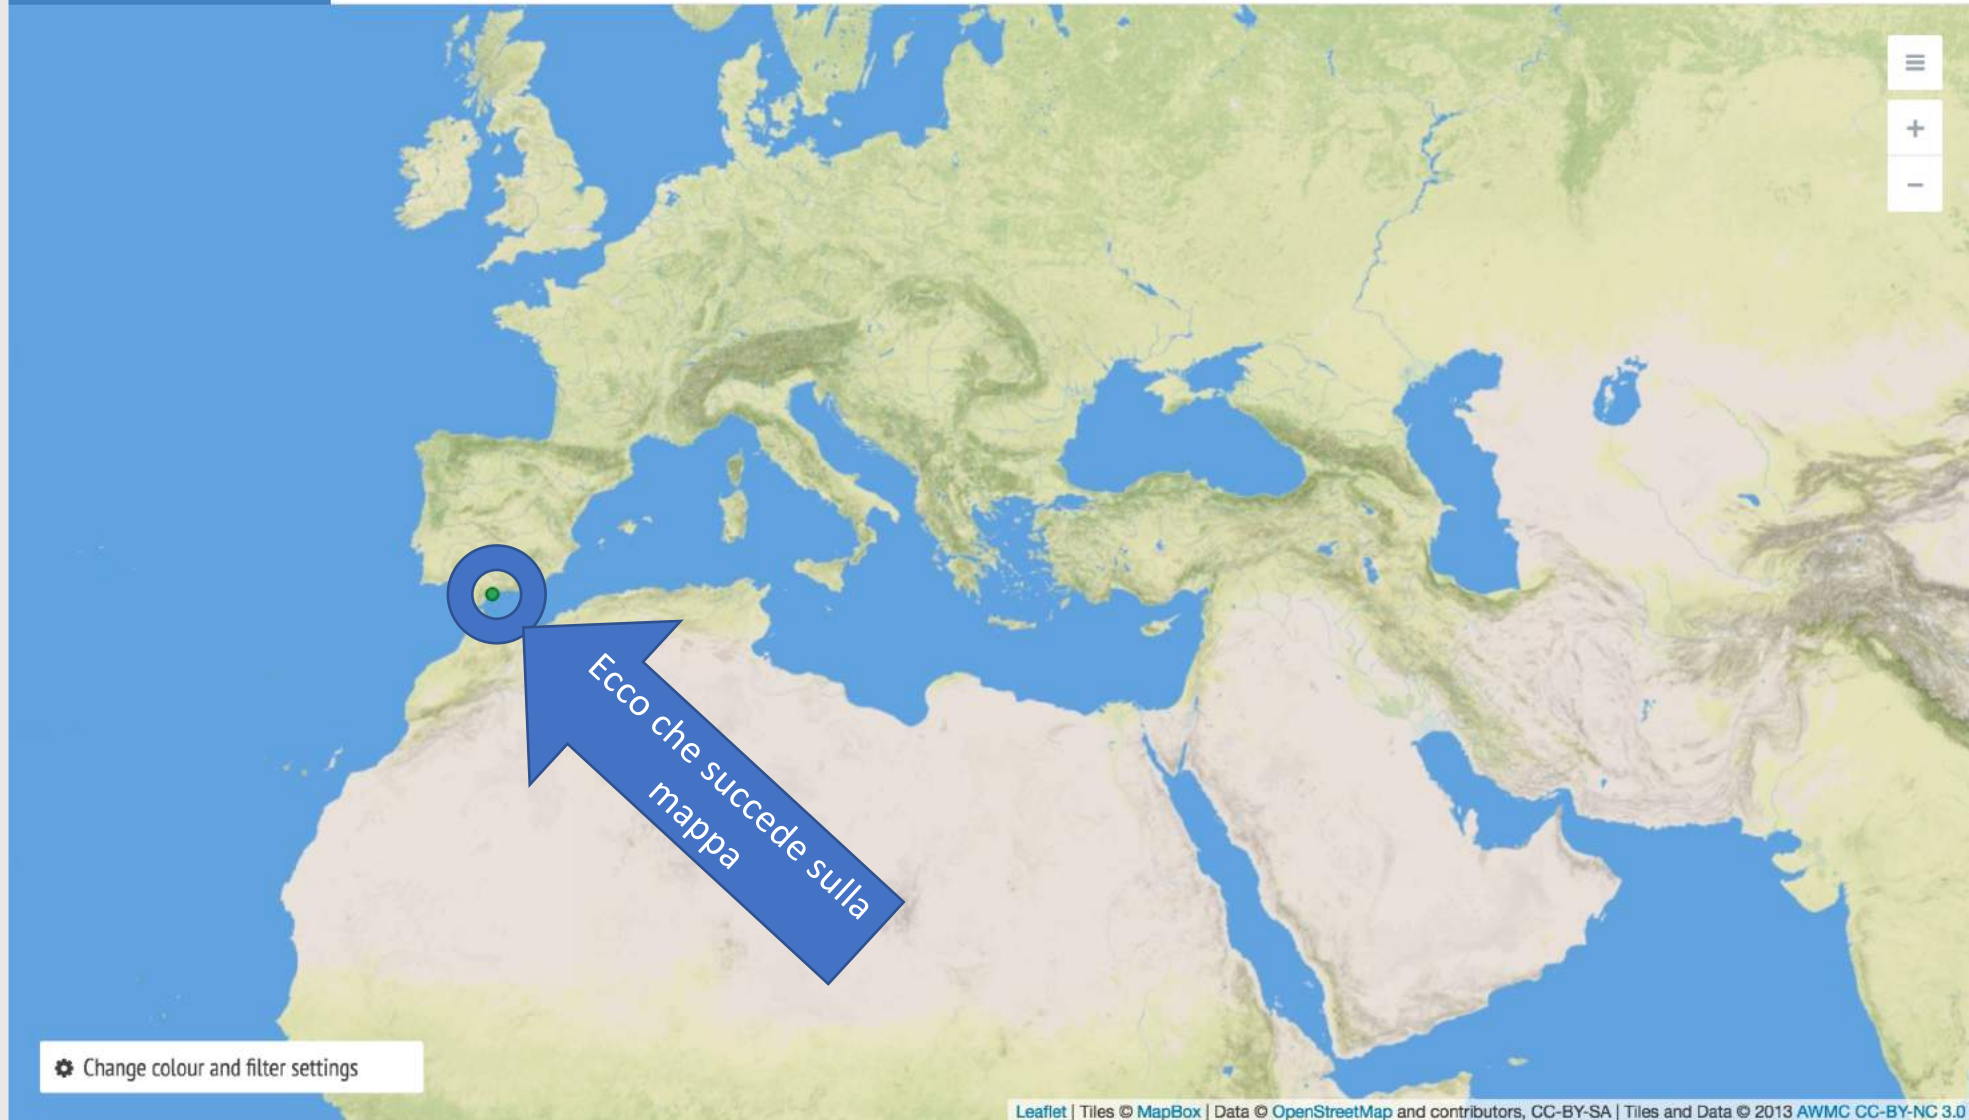 Ecco che succede sulla
mappa
Change colour and filter settings
Leaflet | Tiles © MapBox | Data © OpenStreetMap and contributors, CC-BY-SA | Tiles and Data © 2013 AWMC CC-BY-NC 3.0